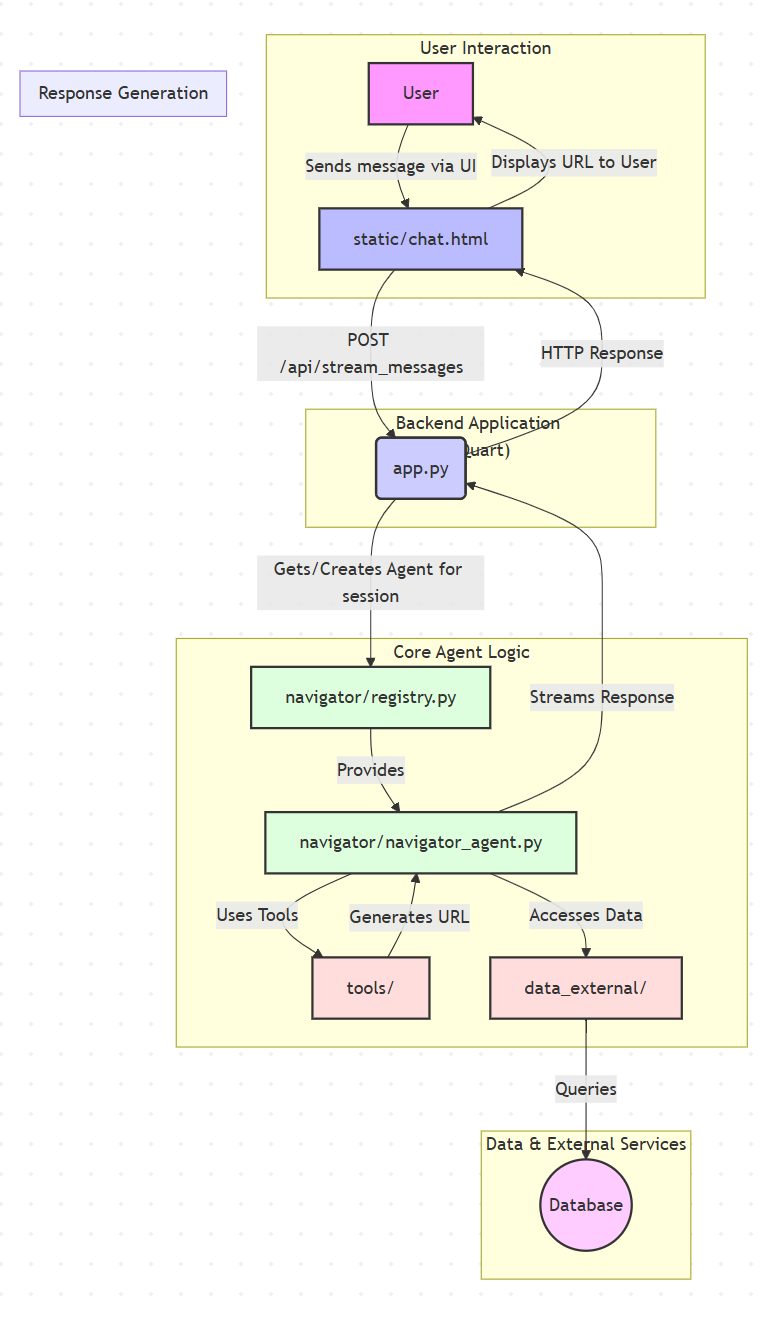 User Interaction
Response Generation
User
Sends message via UI
Displays URL to User
static/chat.html
POST
/api/stream_messages
HTTP Response
Backend Application
app.py
Gets/Creates Agent for
session
Core Agent Logic
navigator/registry.py
Streams Response
Provides
navigator/navigator_agent.py
Uses Tools
Generates URL
Accesses Data
tools/
data_external/
Queries
Data & External Services
Database